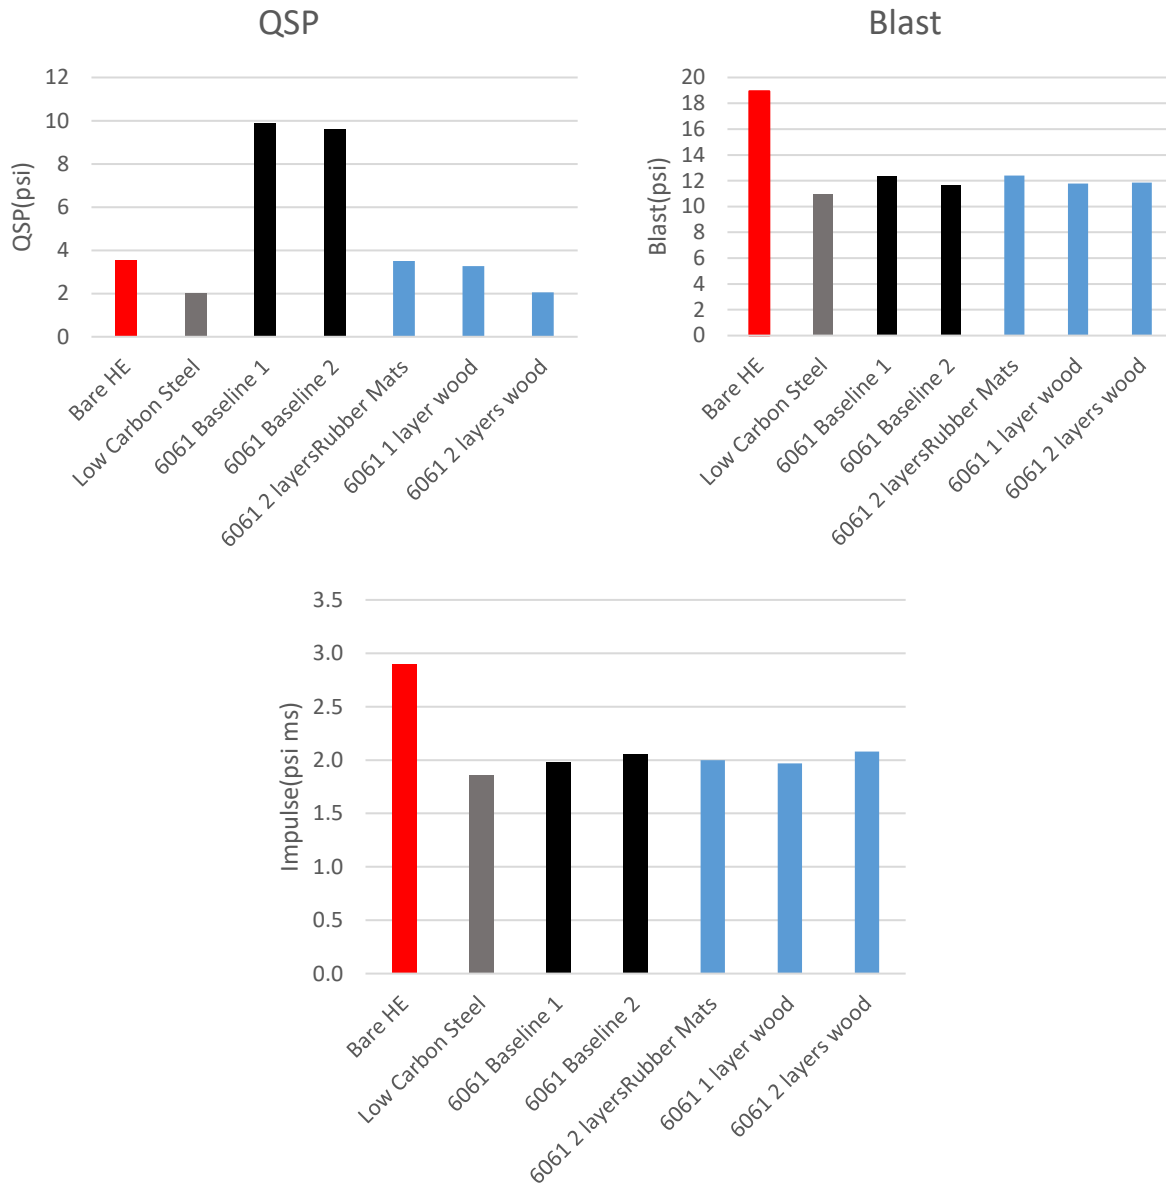 QSP
12
10
8
6
4
2
0
QSP(psi)
Bare HE
Low Carbon Steel
6061 Baseline 1
6061 Baseline 2
6061 2 layersRubber Mats
6061 1 layer wood
6061 2 layers wood
Blast
20
18
16
14
12
10
8
6
4
2
0
Blast(psi)
Bare HE
Low Carbon Steel
6061 Baseline 1
6061 Baseline 2
6061 2 layersRubber Mats
6061 1 layer wood
6061 2 layers wood
3.5
3.0
2.5
2.0
1.5
1.0
0.5
0.0
Impulse(psi ms)
Bare HE
Low Carbon Steel
6061 Baseline 1
6061 Baseline 2
6061 2 layersRubber Mats
6061 1 layer wood
6061 2 layers wood